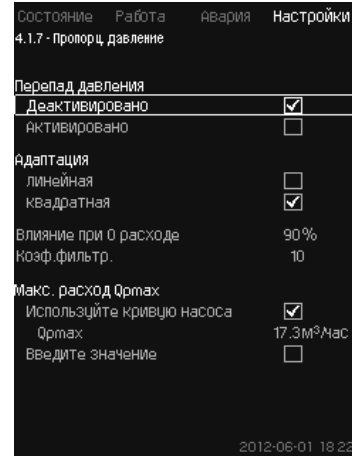 Состояние Работа Авария Настройки
4.1.7 - Пропорц. давление
Перепад давления
Деактивировано
Активировано
Адаптация
линейная
квадратная
Влияние при 0 расходе 90%
Коэф.фильтр. 10
Макс. расход Qpmax
Используйте кривую насоса
Qpmax 17.3м³/час
Введите значение
2012-06-01 18:22